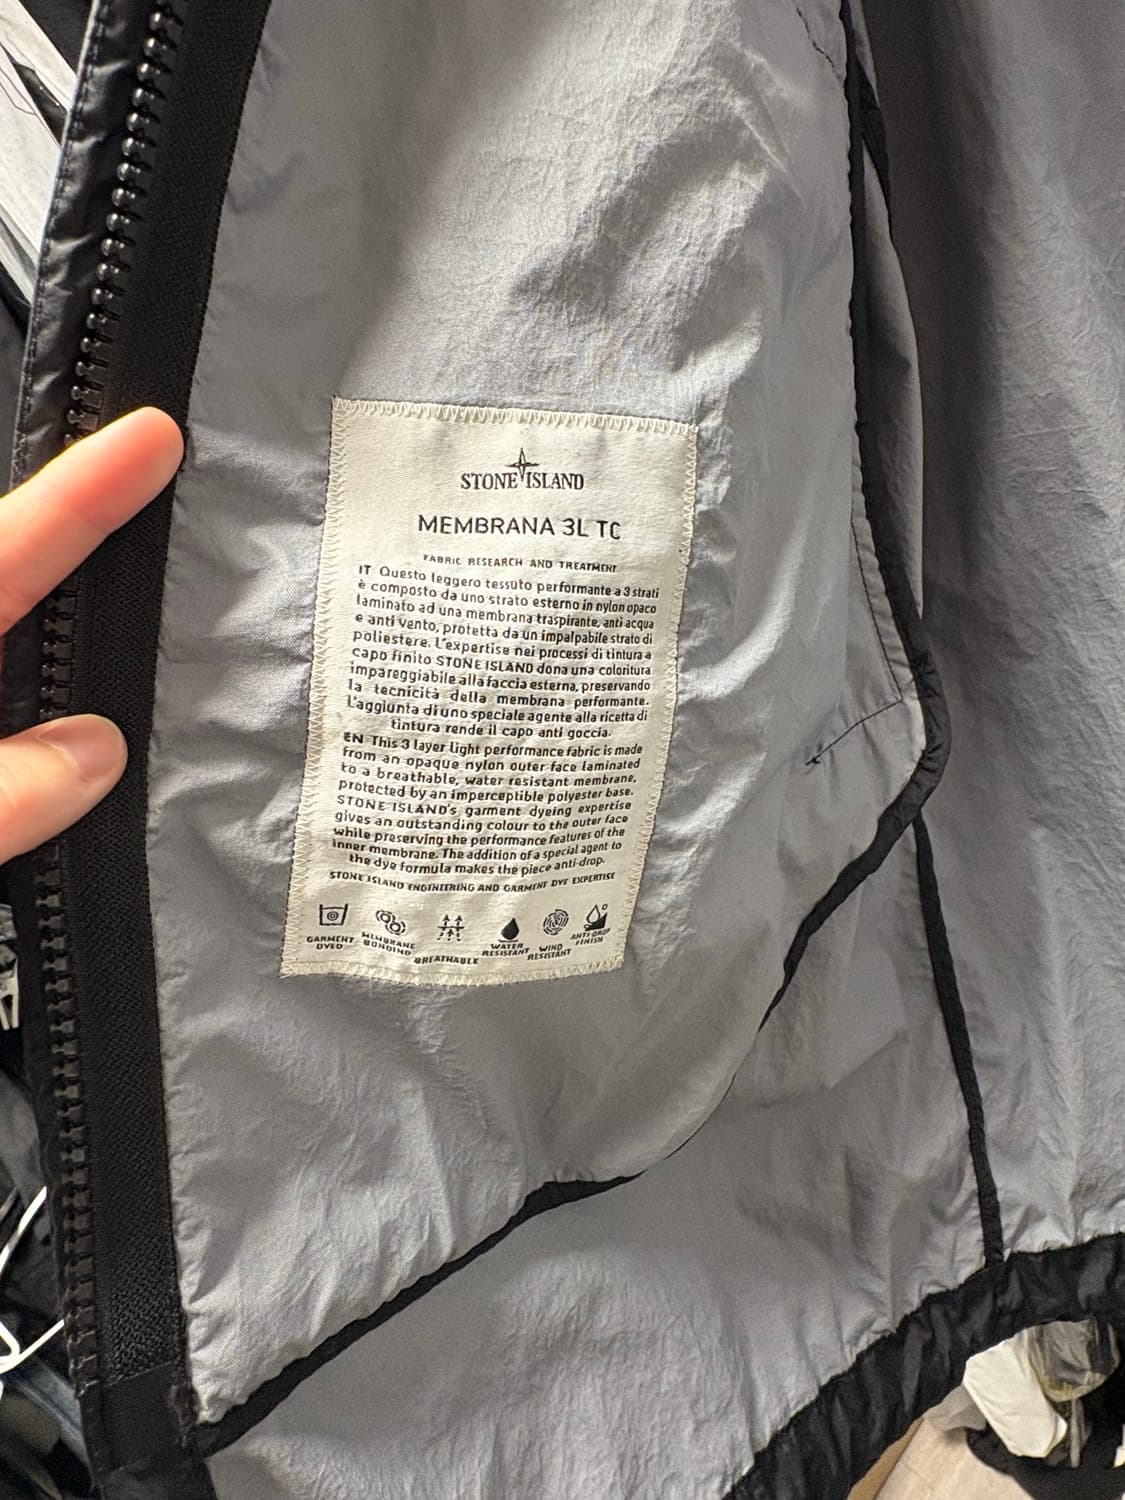 STONE ISLAND
MEMBRANA 3L TC
FABRIC RESEARCH AND TREATMENT
IT Questo leggero tessuto performante a 3 strati
è composto da uno strato esterno in nylon opaco
laminato ad una membrana traspirante, anti acqua
e anti vento, protetta da un impalpabile strato di
poliestere. L'expertise nei processi di tintura a
capo finito STONE ISLAND dona una coloritura
impareggiabile alla faccia esterna, preservando
la tecnicità della membrana performante.
L'aggiunta di uno speciale agente alla ricetta di
tintura rende il capo anti goccia.
EN This 3 layer light performance fabric is made
from an opaque nylon outer face laminated
to a breathable, water resistant membrane,
protected by an imperceptible polyester base.
STONE ISLAND's garment dyeing expertise
gives an outstanding colour to the outer face
while preserving the performance features of the
inner membrane. The addition of a special agent to
the dye formula makes the piece anti-drop.
STONE ISLAND ENGINEERING AND GARMENT DYE EXPERTISE
GARMENT
DYED
MEMBRANE
BONDING
BREATHABLE
WATER
RESISTANT
WIND
RESISTANT
ANTI-DROP
FINISH